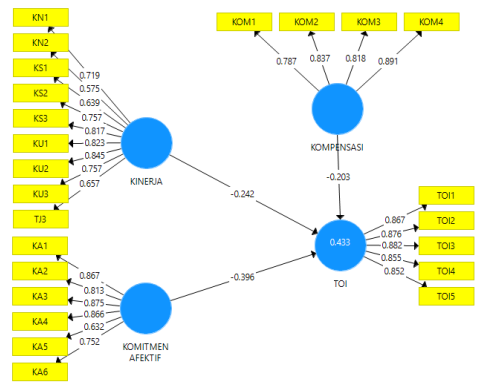 KN1
KN2
KS1
KS2
KS3
KU1
KU2
KU3
TJ3
0.719
0.575
0.639
0.757
0.817
0.823
0.845
0.757
0.657
KINERJA
KOM1
KOM2
KOM3
KOM4
0.787
0.837
0.818
0.891
KOMPENSASI
-0.203
-0.242
-0.396
0.433
TOI
TOI1
TOI2
TOI3
TOI4
TOI5
0.867
0.876
0.882
0.855
0.852
KA1
KA2
KA3
KA4
KA5
KA6
0.867
0.813
0.875
0.866
0.632
0.752
KOMITMEN
AFEKTIF